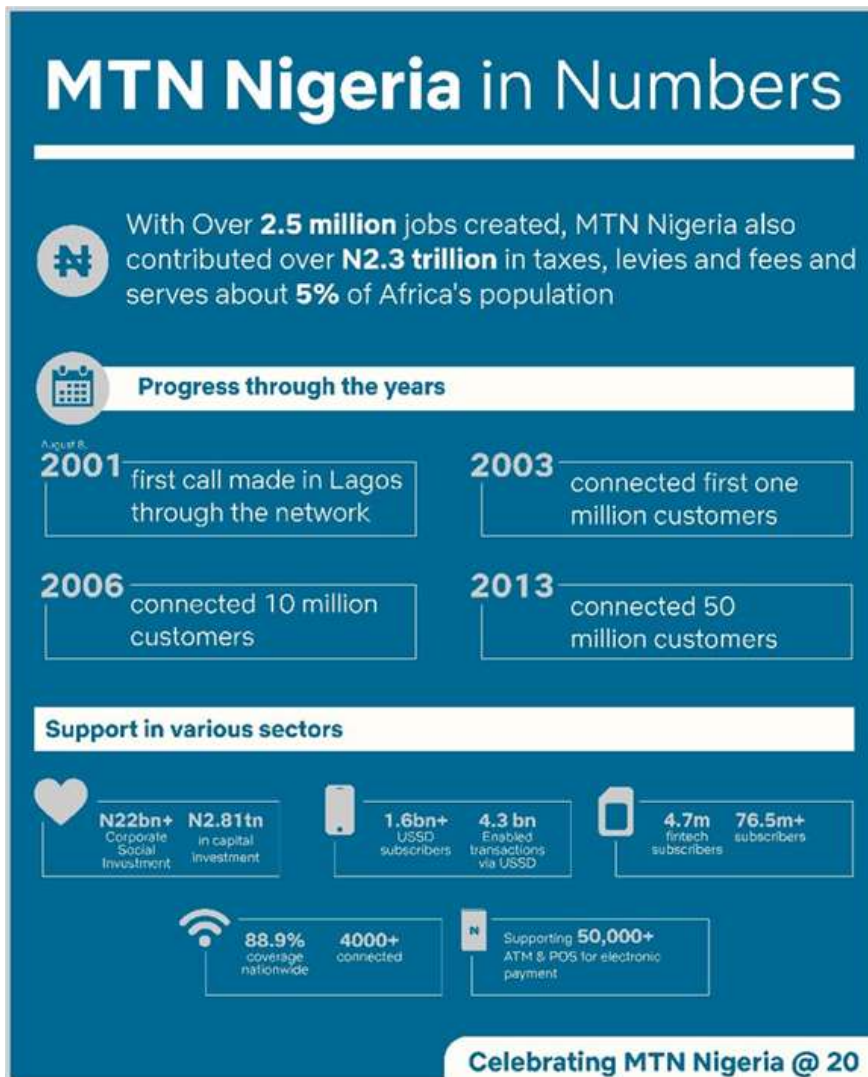 MTN Nigeria in Numbers
With Over 2.5 million jobs created, MTN Nigeria also
contributed over N2.3 trillion in taxes, levies and fees and
serves about 5% of Africa's population
Progress through the years
August 8,
2001
first call made in Lagos
through the network
2003
connected first one
million customers
2006
connected 10 million
customers
2013
connected 50
million customers
Support in various sectors
N22bn+
Corporate
Social
Investment
N2.81tn
in capital
investment
1.6bn+
USSD
subscribers
4.3 bn
Enabled
transactions
via USSD
4.7m
fintech
subscribers
76.5m+
subscribers
88.9%
coverage
nationwide
4000+
connected
N
Supporting 50,000+
ATM & POS for electronic
payment
Celebrating MTN Nigeria @ 20